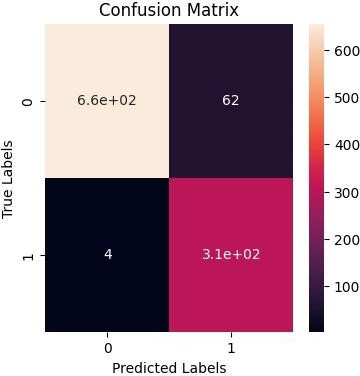 Confusion Matrix
6.6e+02 62
4 3.1e+02
0
1
True Labels
0 1
Predicted Labels
600
500
400
300
200
100